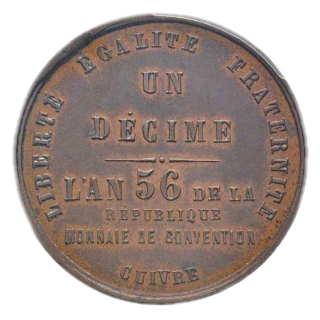 LIBERTÉ ÉGALITÉ FRATERNITÉ
UN
DÉCIME
L'AN 56 DE LA
RÉPUBLIQUE
MONNAIE DE CONVENTION
CUIVRE